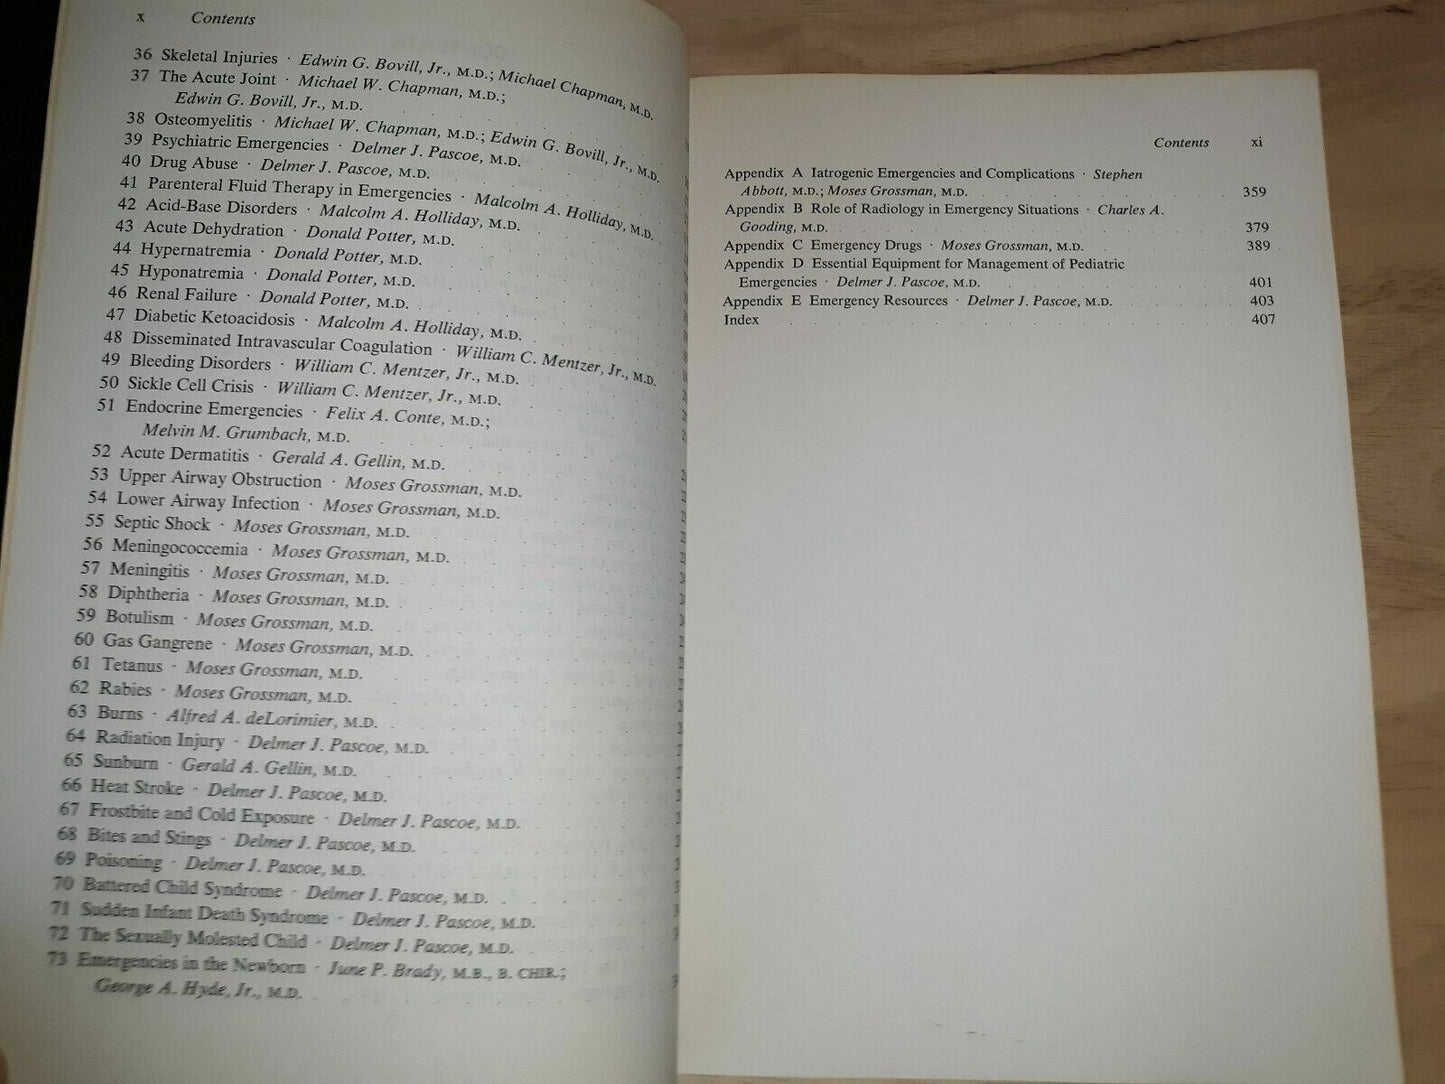 x Contents
36 Skeletal Injuries · Edwin G. Bovill, Jr., M.D.; Michael Chapman, M.D.
37 The Acute Joint · Michael W. Chapman, M.D.;
Edwin G. Bovill, Jr., M.D.
38 Osteomyelitis · Michael W. Chapman, M.D.; Edwin G. Bovill, Jr., M.D.
39 Psychiatric Emergencies · Delmer J. Pascoe, M.D.
40 Drug Abuse · Delmer J. Pascoe, M.D.
41 Parenteral Fluid Therapy in Emergencies · Malcolm A. Holliday, M.D.
42 Acid-Base Disorders · Malcolm A. Holliday, M.D.
43 Acute Dehydration · Donald Potter, M.D.
44 Hypernatremia · Donald Potter, M.D.
45 Hyponatremia · Donald Potter, M.D.
46 Renal Failure · Donald Potter, M.D.
47 Diabetic Ketoacidosis · Malcolm A. Holliday, M.D.
48 Disseminated Intravascular Coagulation · William C. Mentzer, Jr., M.D.
49 Bleeding Disorders · William C. Mentzer, Jr., M.D.
50 Sickle Cell Crisis · William C. Mentzer, Jr., M.D.
51 Endocrine Emergencies · Felix A. Conte, M.D.;
Melvin M. Grumbach, M.D.
52 Acute Dermatitis · Gerald A. Gellin, M.D.
53 Upper Airway Obstruction · Moses Grossman, M.D.
54 Lower Airway Infection · Moses Grossman, M.D.
55 Septic Shock · Moses Grossman, M.D.
56 Meningococcemia · Moses Grossman, M.D.
57 Meningitis · Moses Grossman, M.D.
58 Diphtheria · Moses Grossman, M.D.
59 Botulism · Moses Grossman, M.D.
60 Gas Gangrene · Moses Grossman, M.D.
61 Tetanus · Moses Grossman, M.D.
62 Rabies · Moses Grossman, M.D.
63 Burns · Alfred A. deLorimier, M.D.
64 Radiation Injury · Delmer J. Pascoe, M.D.
65 Sunburn · Gerald A. Gellin, M.D.
66 Heat Stroke · Delmer J. Pascoe, M.D.
67 Frostbite and Cold Exposure · Delmer J. Pascoe, M.D.
68 Bites and Stings · Delmer J. Pascoe, M.D.
69 Poisoning · Delmer J. Pascoe, M.D.
70 Battered Child Syndrome · Delmer J. Pascoe, M.D.
71 Sudden Infant Death Syndrome · Delmer J. Pascoe, M.D.
72 The Sexually Molested Child · Delmer J. Pascoe, M.D.
73 Emergencies in the Newborn · June P. Brady, M.B., B. CHIR.;
George A. Hyde, Jr., M.D.
Contents xi
Appendix A Iatrogenic Emergencies and Complications · Stephen
Abbott, M.D.; Moses Grossman, M.D. 359
Appendix B Role of Radiology in Emergency Situations · Charles A.
Gooding, M.D. 379
Appendix C Emergency Drugs · Moses Grossman, M.D. 389
Appendix D Essential Equipment for Management of Pediatric
Emergencies · Delmer J. Pascoe, M.D. 401
Appendix E Emergency Resources · Delmer J. Pascoe, M.D. 403
Index 407